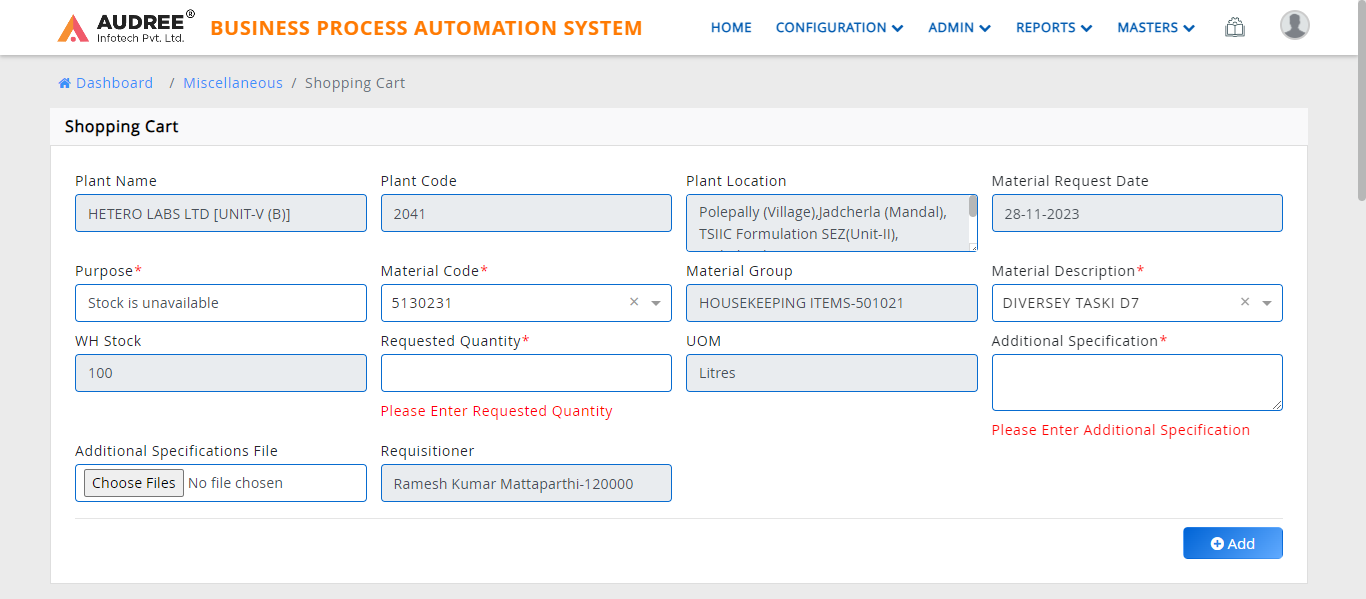 AUDREE®
Infotech Pvt. Ltd.
BUSINESS PROCESS AUTOMATION SYSTEM
HOME CONFIGURATION ADMIN REPORTS MASTERS
Dashboard / Miscellaneous / Shopping Cart
Shopping Cart
Plant Name Plant Code Plant Location Material Request Date
HETERO LABS LTD [UNIT-V (B)] 2041 Polepally (Village),Jadcherla (Mandal), 28-11-2023
TSIIC Formulation SEZ(Unit-II),
Purpose* Material Code* Material Group Material Description*
Stock is unavailable 5130231 × HOUSEKEEPING ITEMS-501021 DIVERSEY TASKI D7 ×
WH Stock Requested Quantity* UOM Additional Specification*
100 Litres
Please Enter Requested Quantity
Please Enter Additional Specification
Additional Specifications File Requisitioner
Choose Files No file chosen Ramesh Kumar Mattaparthi-120000
Add